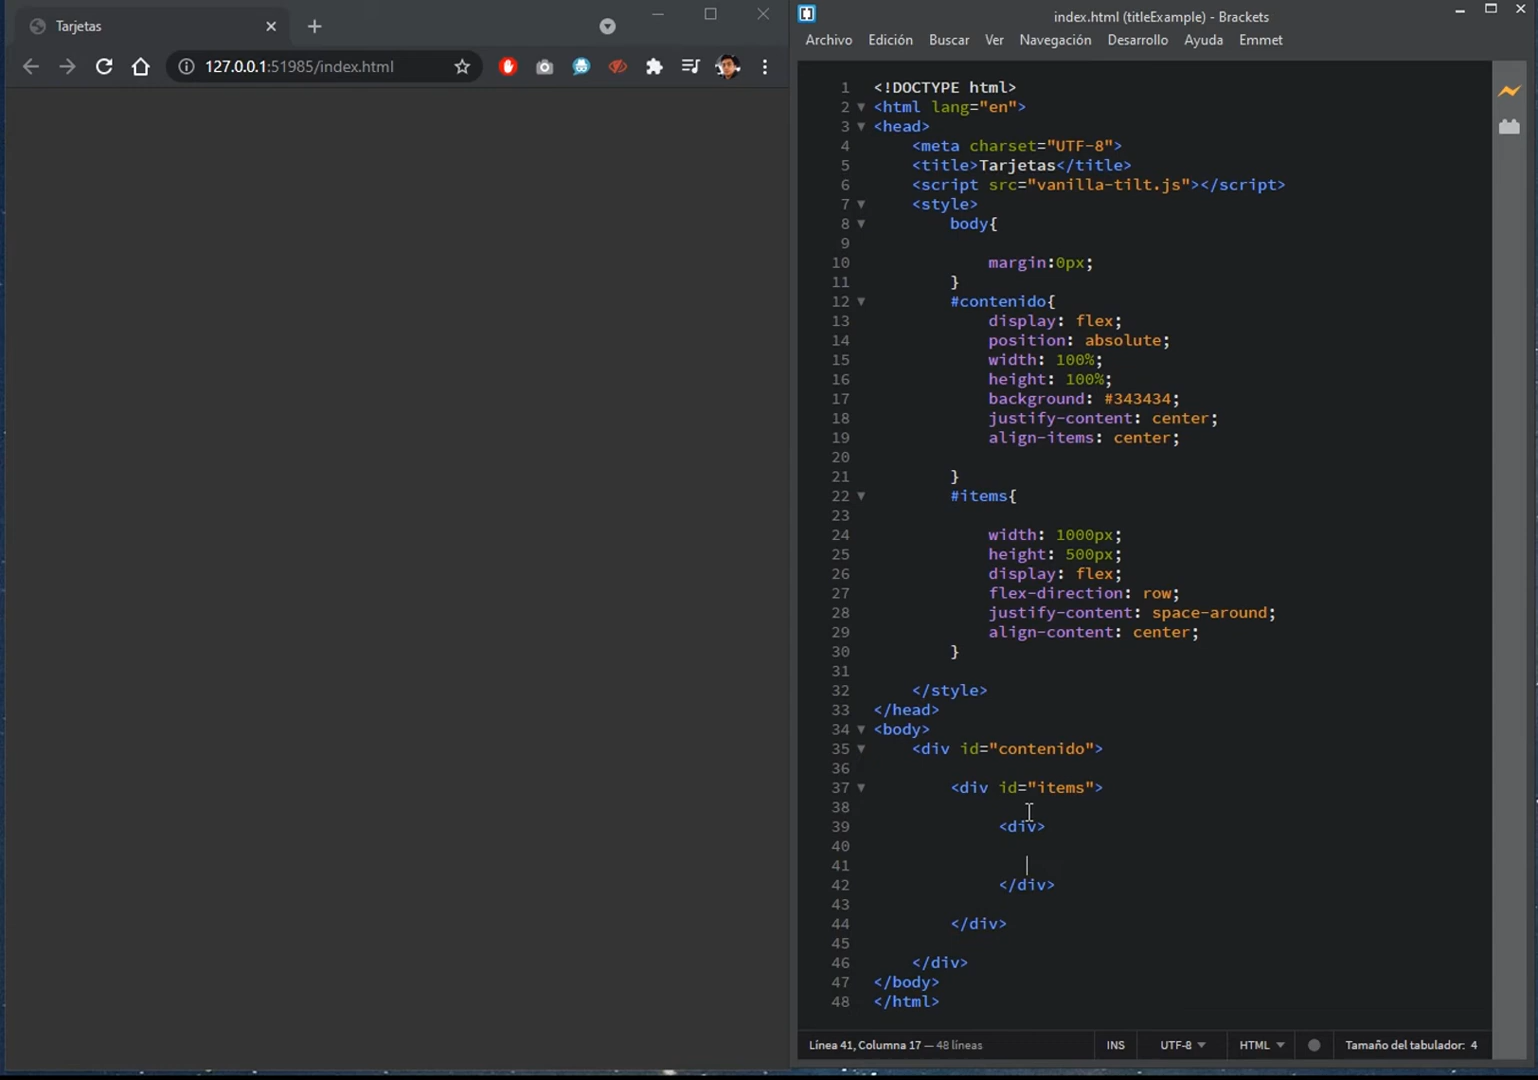 Tarjetas
127.0.0.1:51985/index.html
index.html (titleExample) - Brackets
Archivo Edición Buscar Ver Navegación Desarrollo Ayuda Emmet
1 <!DOCTYPE html>
2 <html lang="en">
3 <head>
4 <meta charset="UTF-8">
5 <title>Tarjetas</title>
6 <script src="vanilla-tilt.js"></script>
7 <style>
8 body{
9
10 margin:0px;
11 }
12 #contenido{
13 display: flex;
14 position: absolute;
15 width: 100%;
16 height: 100%;
17 background: #343434;
18 justify-content: center;
19 align-items: center;
20
21 }
22 #items{
23
24 width: 1000px;
25 height: 500px;
26 display: flex;
27 flex-direction: row;
28 justify-content: space-around;
29 align-content: center;
30 }
31
32 </style>
33 </head>
34 <body>
35 <div id="contenido">
36
37 <div id="items">
38
39 <div>
40
41
42 </div>
43
44 </div>
45
46 </div>
47 </body>
48 </html>
Línea 41, Columna 17 — 48 líneas INS UTF-8 HTML Tamaño del tabulador: 4